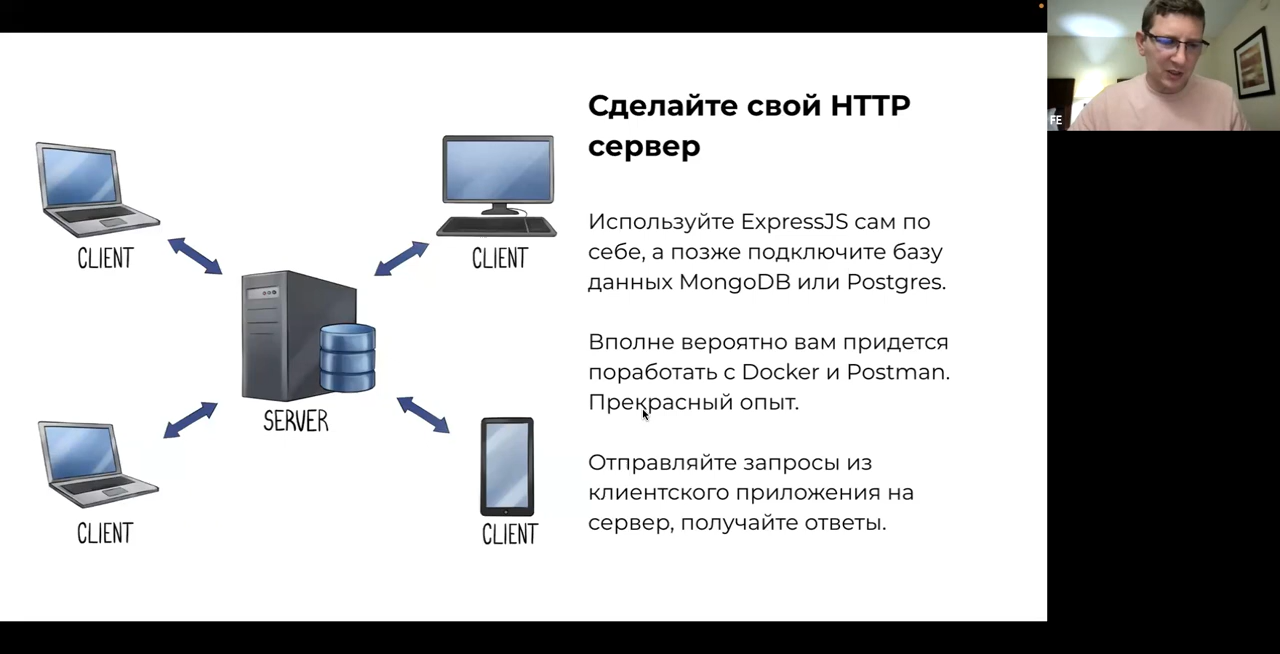 Сделайте свой HTTP
сервер
Используйте ExpressJS сам по
себе, а позже подключите базу
данных MongoDB или Postgres.
Вполне вероятно вам придется
поработать с Docker и Postman.
Прекрасный опыт.
Отправляйте запросы из
клиентского приложения на
сервер, получайте ответы.
CLIENT
CLIENT
SERVER
CLIENT
CLIENT
FE